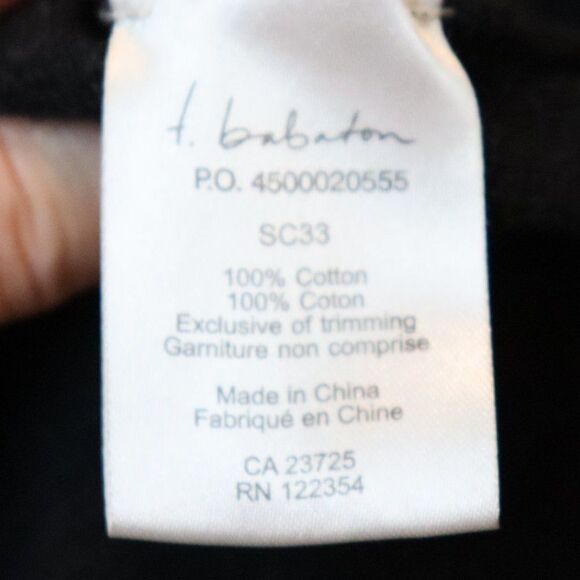 t. babaton
P.O. 4500020555
SC33
100% Cotton
100% Coton
Exclusive of trimming
Garniture non comprise
Made in China
Fabriqué en Chine
CA 23725
RN 122354